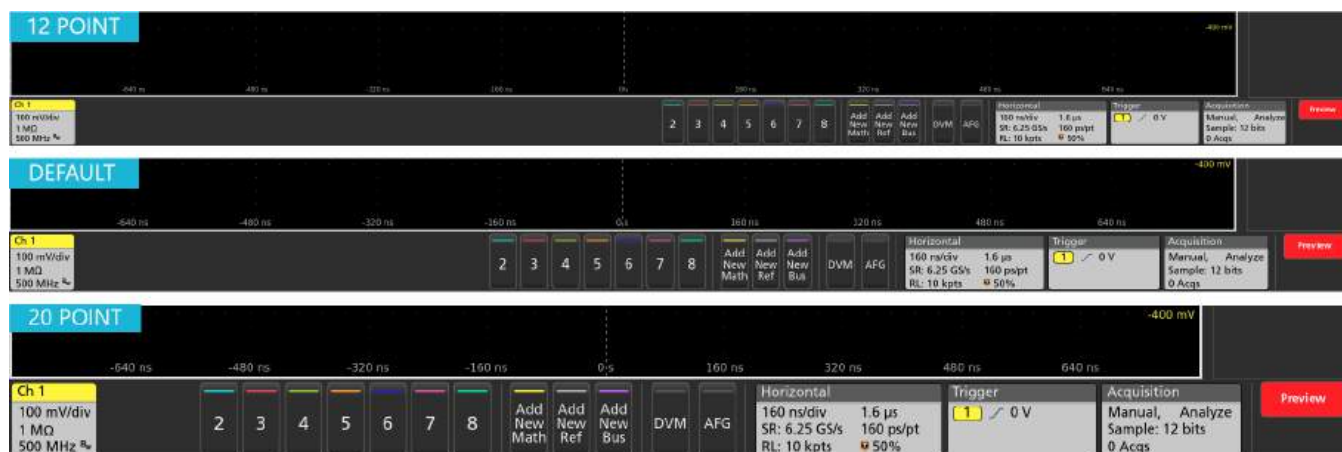 12 POINT
-400 mV
-640 ns -480 ns -320 ns -160 ns 0s 160 ns 320 ns 480 ns 640 ns
Ch 1
100 mV/div
1 MΩ
500 MHz
2 3 4 5 6 7 8
Add New Math
Add New Ref
Add New Bus
DVM
AFG
Horizontal
160 ns/div 1.6 µs
SR: 6.25 GS/s 160 ps/pt
RL: 10 kpts 50%
Trigger
1 0 V
Acquisition
Manual, Analyze
Sample: 12 bits
0 Acqs
Preview
DEFAULT
-400 mV
-640 ns -480 ns -320 ns -160 ns 0s 160 ns 320 ns 480 ns 640 ns
Ch 1
100 mV/div
1 MΩ
500 MHz
2 3 4 5 6 7 8
Add New Math
Add New Ref
Add New Bus
DVM
AFG
Horizontal
160 ns/div 1.6 µs
SR: 6.25 GS/s 160 ps/pt
RL: 10 kpts 50%
Trigger
1 0 V
Acquisition
Manual, Analyze
Sample: 12 bits
0 Acqs
Preview
20 POINT
-400 mV
-640 ns -480 ns -320 ns -160 ns 0s 160 ns 320 ns 480 ns 640 ns
Ch 1
100 mV/div
1 MΩ
500 MHz
2 3 4 5 6 7 8
Add New Math
Add New Ref
Add New Bus
DVM
AFG
Horizontal
160 ns/div 1.6 µs
SR: 6.25 GS/s 160 ps/pt
RL: 10 kpts 50%
Trigger
1 0 V
Acquisition
Manual, Analyze
Sample: 12 bits
0 Acqs
Preview